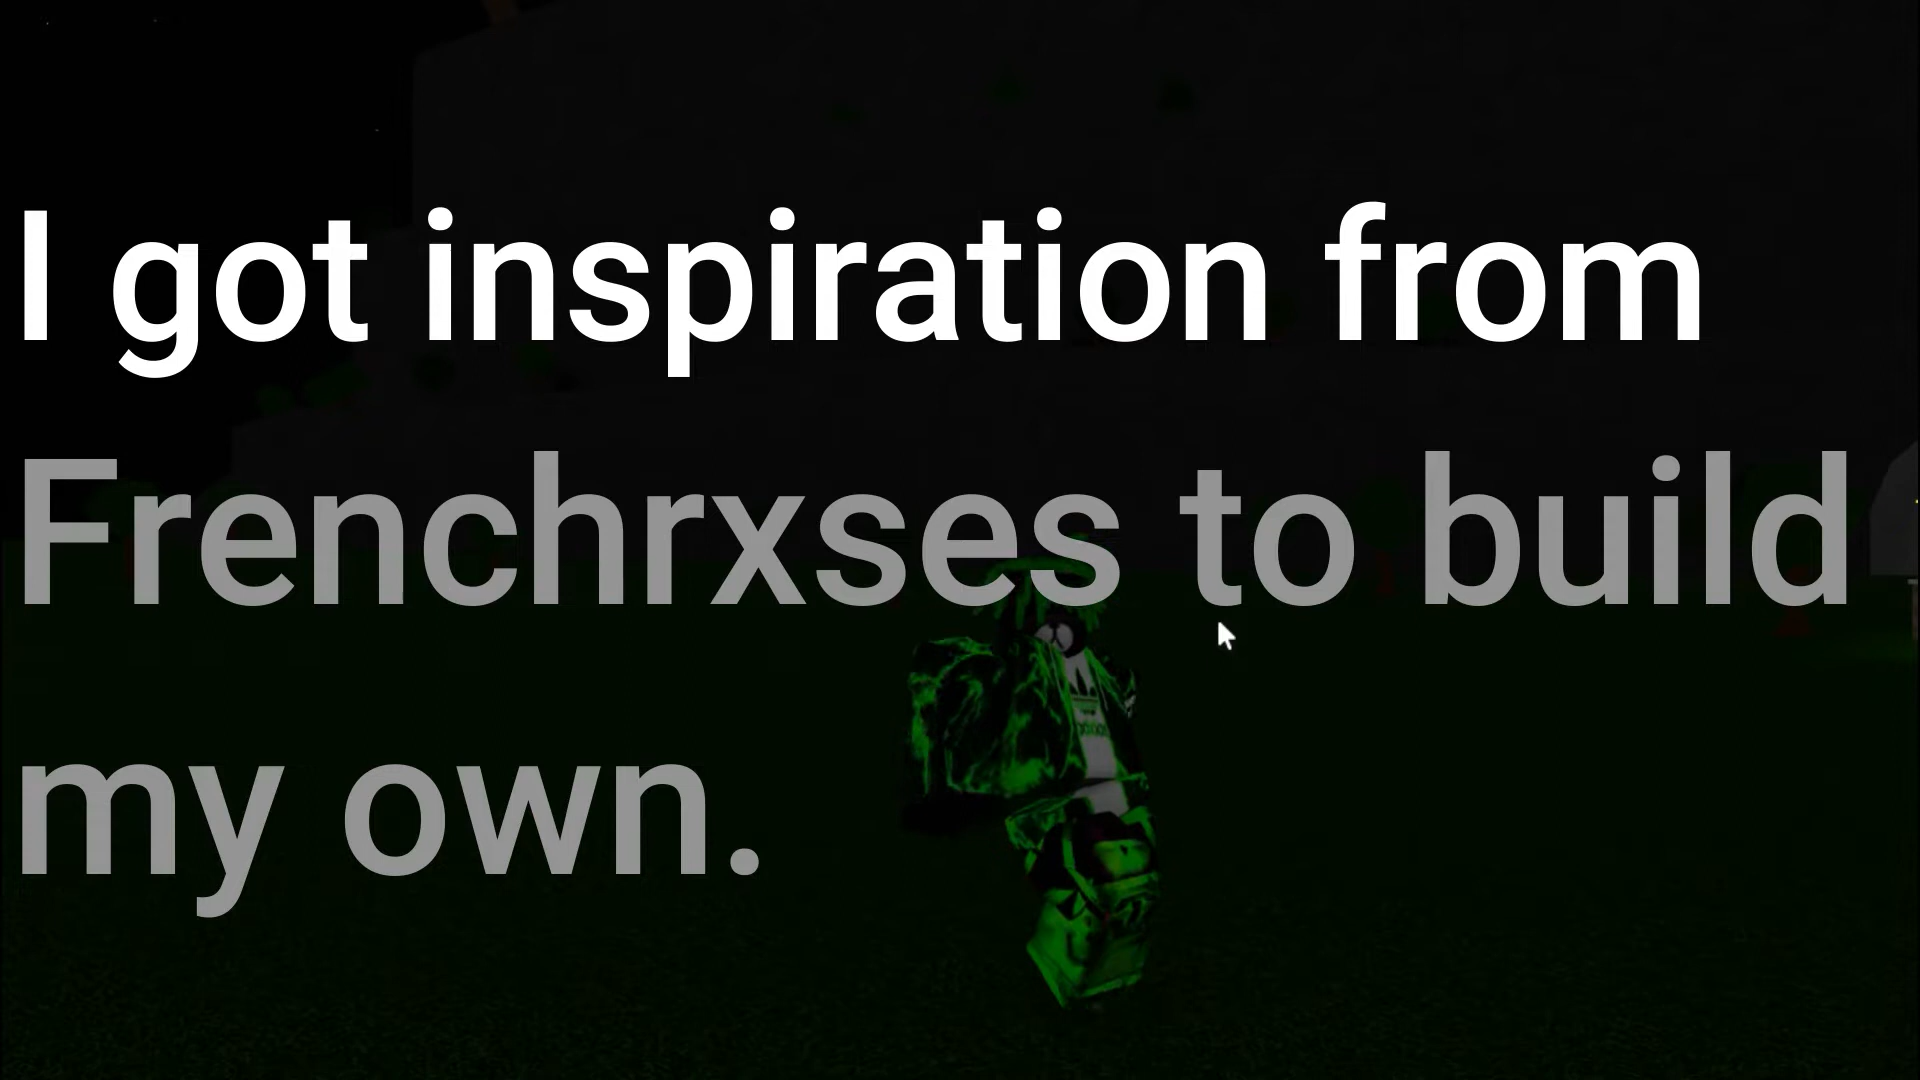 I got inspiration from
Frenchrxses to build
my own.